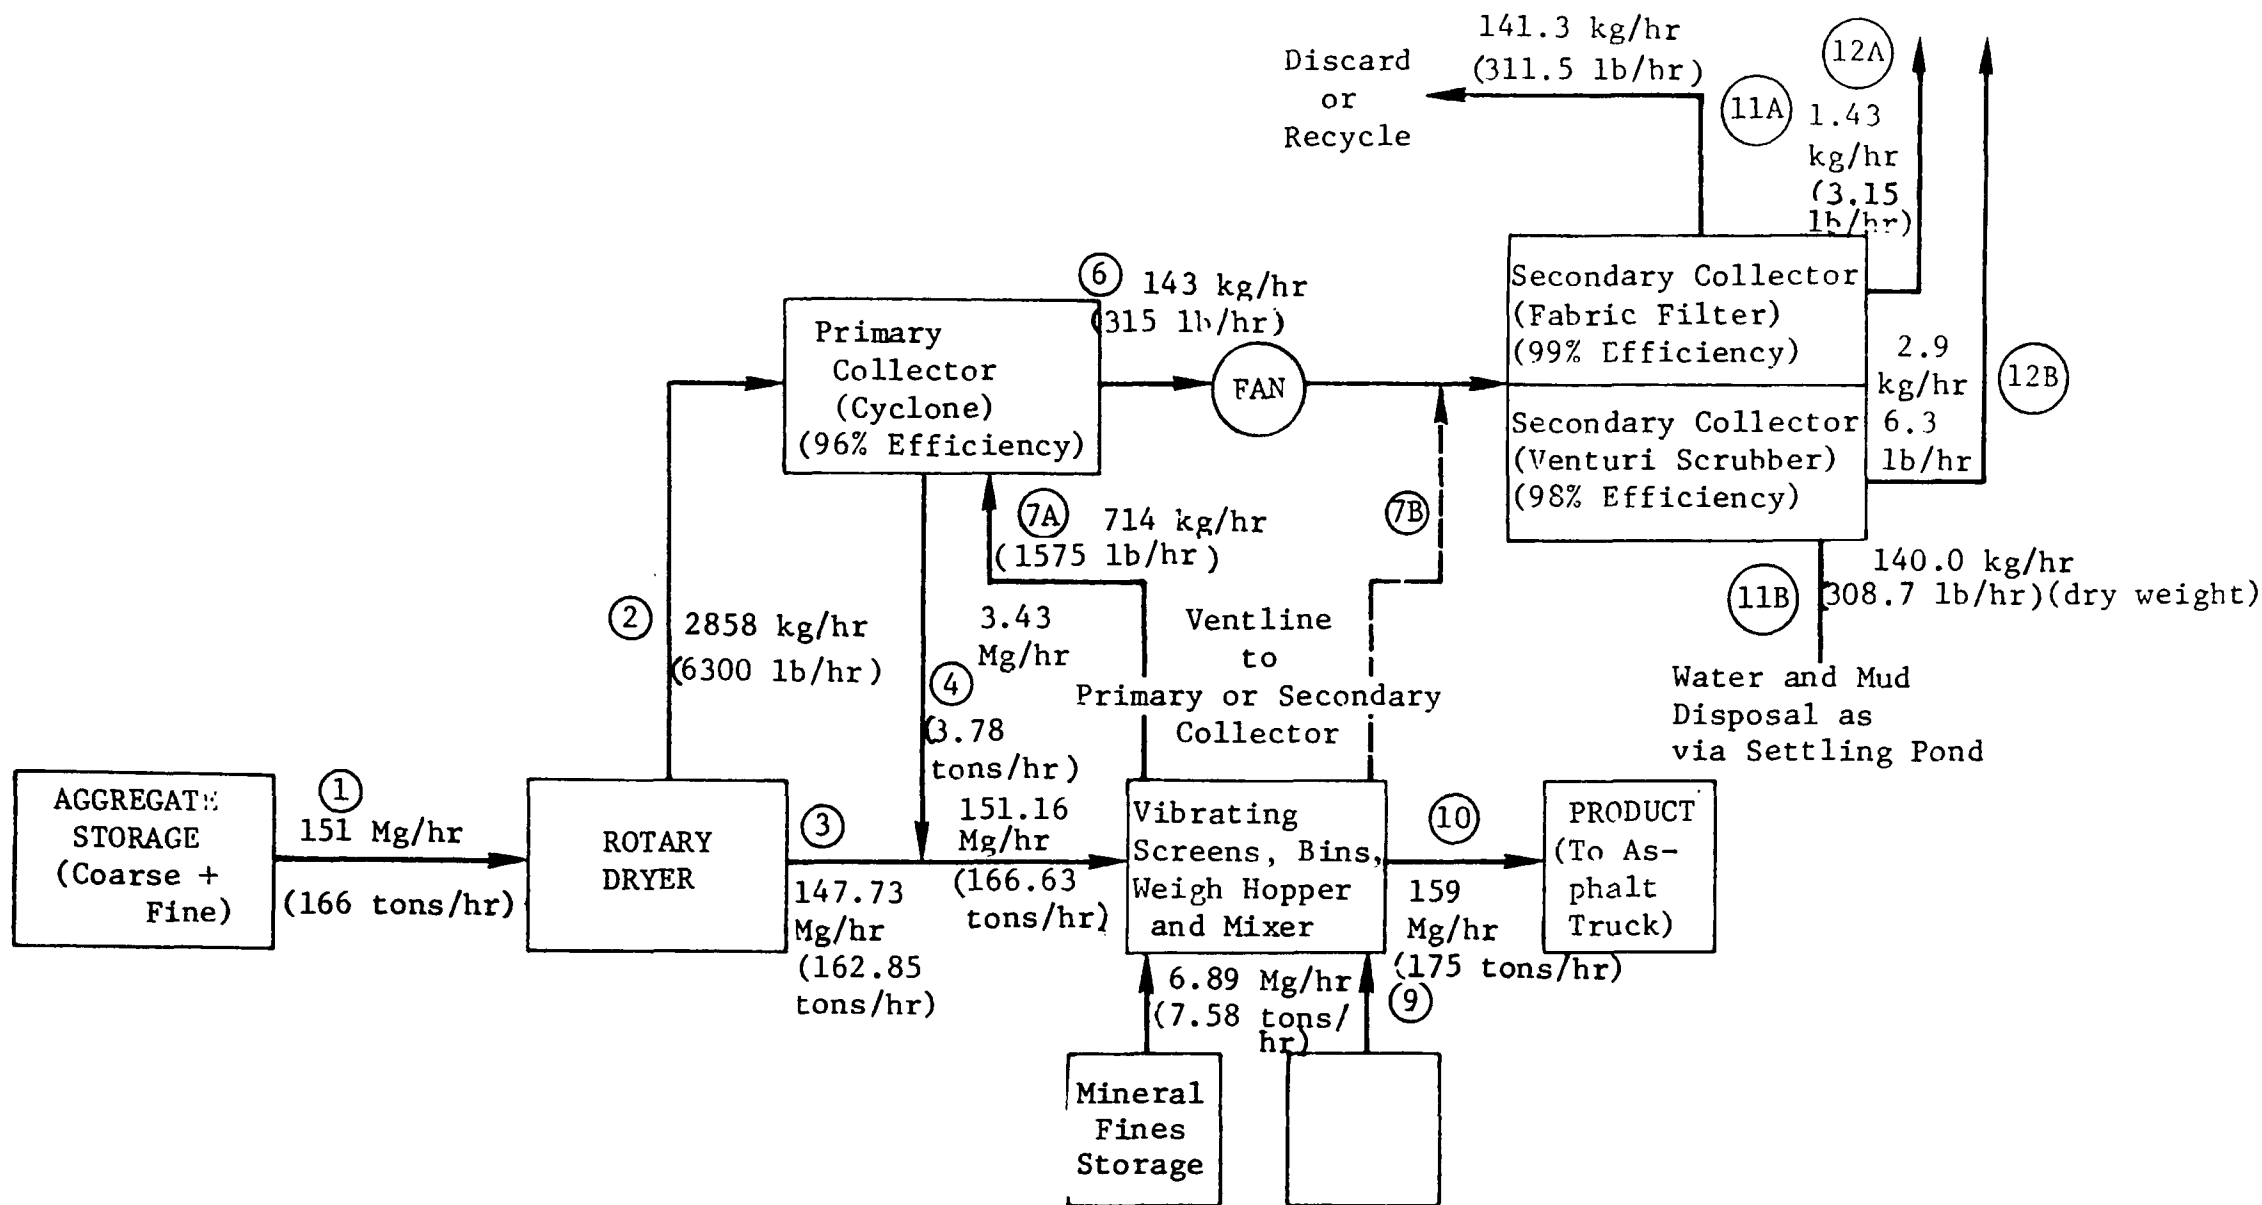 141.3 kg/hr
(311.5 lb/hr)
Discard
or
Recycle
11A
12A
1.43
kg/hr
(3.15
lb/hr)
6
143 kg/hr
(315 lb/hr)
Primary
Collector
(Cyclone)
(96% Efficiency)
FAN
Secondary Collector
(Fabric Filter)
(99% Efficiency)
Secondary Collector
(Venturi Scrubber)
(98% Efficiency)
2.9
kg/hr
6.3
lb/hr
12B
7A
714 kg/hr
(1575 lb/hr)
7B
140.0 kg/hr
(308.7 lb/hr)(dry weight)
11B
Water and Mud
Disposal as
via Settling Pond
2
2858 kg/hr
(6300 lb/hr)
3.43
Mg/hr
4
(3.78
tons/hr)
Ventline
to
Primary or Secondary
Collector
AGGREGATE
STORAGE
(Coarse +
Fine)
1
151 Mg/hr
(166 tons/hr)
ROTARY
DRYER
3
147.73
Mg/hr
(162.85
tons/hr)
151.16
Mg/hr
(166.63
tons/hr)
Vibrating
Screens, Bins,
Weigh Hopper
and Mixer
10
159
Mg/hr
(175 tons/hr)
PRODUCT
(To As-
phalt
Truck)
6.89 Mg/hr
(7.58 tons/
hr)
9
Mineral
Fines
Storage